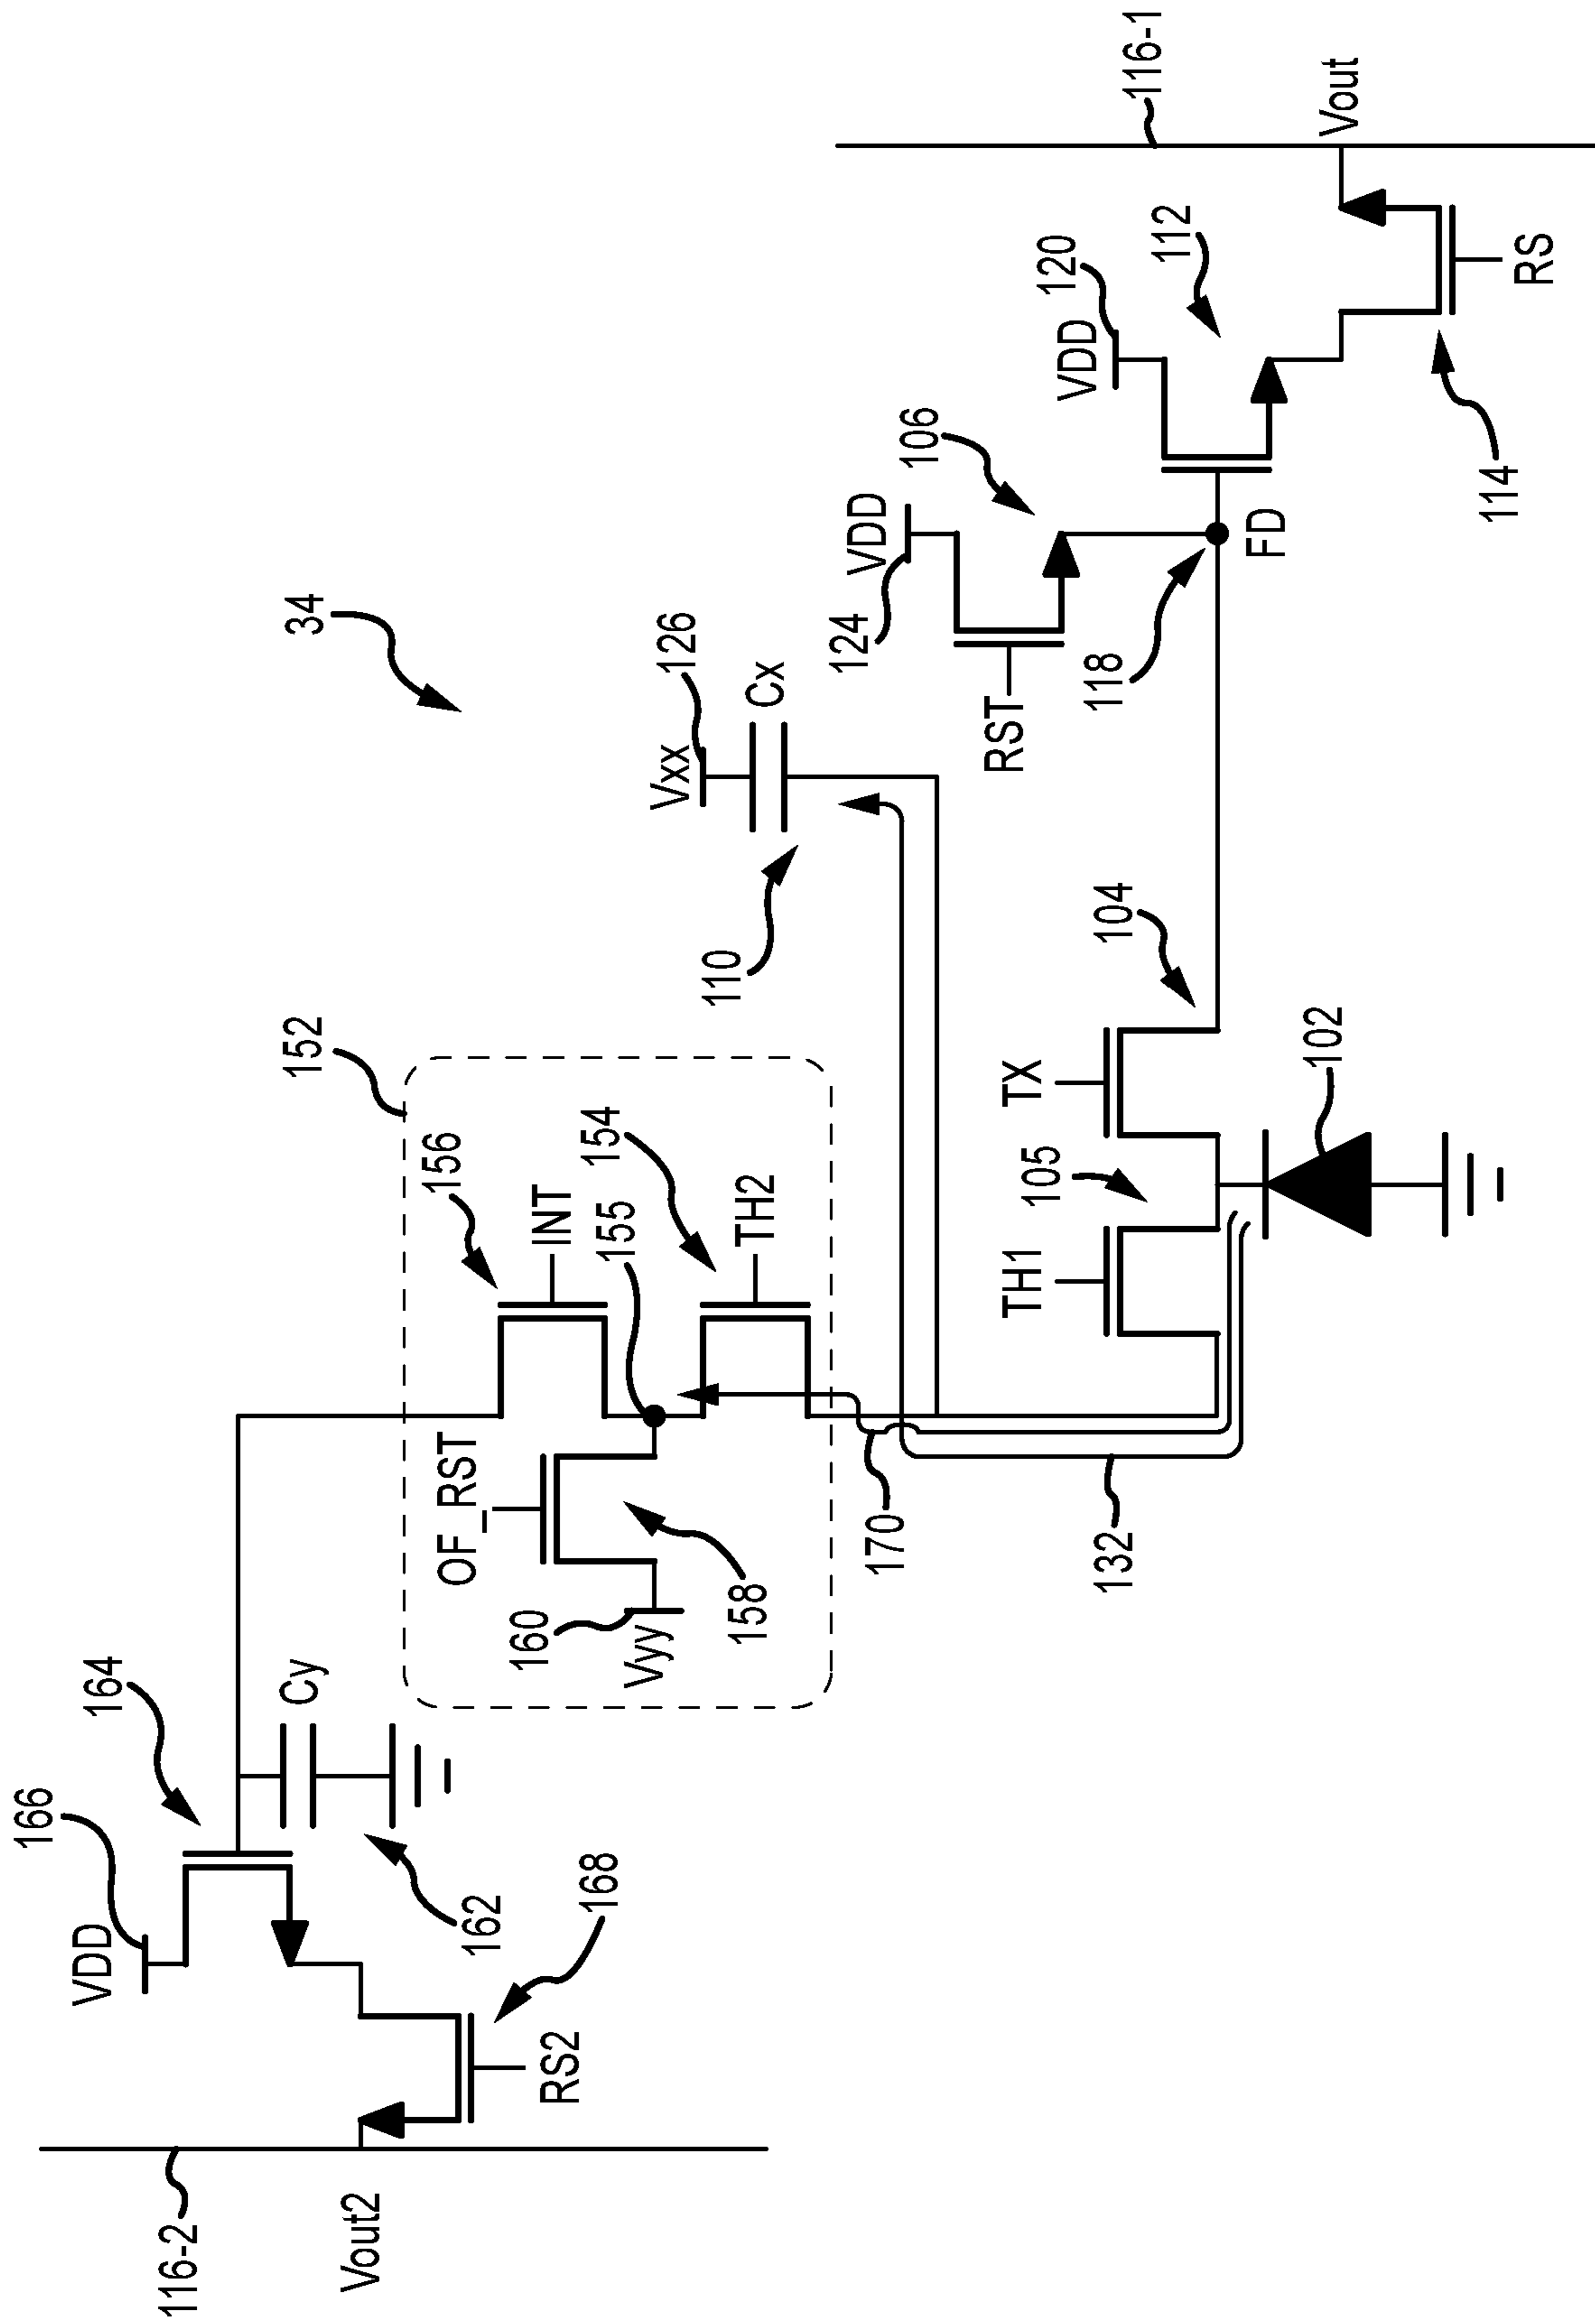 116-2
Vout2
VDD
166
164
RS2
168
162
Cy
152
156
INT
155
154
TH2
OF_RST
160
Vyy
158
170
132
34
Vxx
126
Cx
110
TH1
105
TX
104
102
VDD
124
106
RST
118
FD
VDD
120
112
114
RS
Vout
116-1